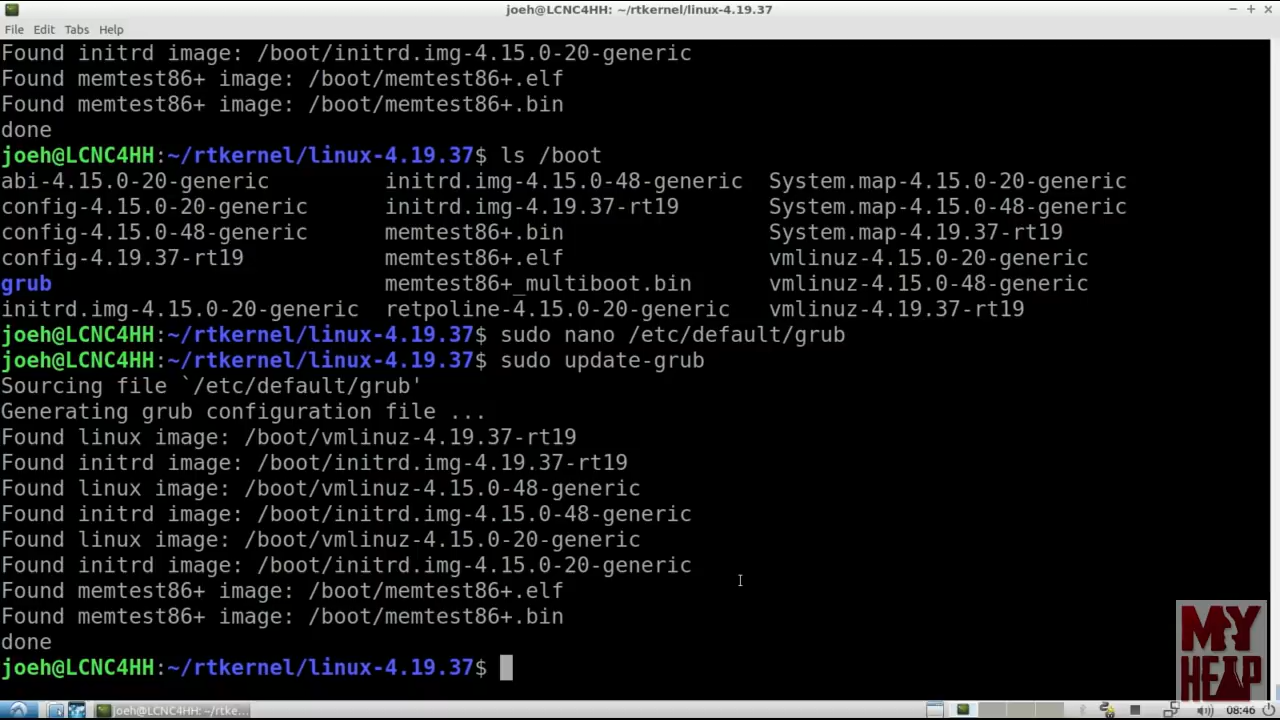 joeh@LCNC4HH: ~/rtkernel/linux-4.19.37
File Edit Tabs Help
Found initrd image: /boot/initrd.img-4.15.0-20-generic
Found memtest86+ image: /boot/memtest86+.elf
Found memtest86+ image: /boot/memtest86+.bin
done
joeh@LCNC4HH:~/rtkernel/linux-4.19.37$ ls /boot
abi-4.15.0-20-generic initrd.img-4.15.0-48-generic System.map-4.15.0-20-generic
config-4.15.0-20-generic initrd.img-4.19.37-rt19 System.map-4.15.0-48-generic
config-4.15.0-48-generic memtest86+.bin System.map-4.19.37-rt19
config-4.19.37-rt19 memtest86+.elf vmlinuz-4.15.0-20-generic
grub memtest86+_multiboot.bin vmlinuz-4.15.0-48-generic
initrd.img-4.15.0-20-generic retpoline-4.15.0-20-generic vmlinuz-4.19.37-rt19
joeh@LCNC4HH:~/rtkernel/linux-4.19.37$ sudo nano /etc/default/grub
joeh@LCNC4HH:~/rtkernel/linux-4.19.37$ sudo update-grub
Sourcing file `/etc/default/grub'
Generating grub configuration file ...
Found linux image: /boot/vmlinuz-4.19.37-rt19
Found initrd image: /boot/initrd.img-4.19.37-rt19
Found linux image: /boot/vmlinuz-4.15.0-48-generic
Found initrd image: /boot/initrd.img-4.15.0-48-generic
Found linux image: /boot/vmlinuz-4.15.0-20-generic
Found initrd image: /boot/initrd.img-4.15.0-20-generic
Found memtest86+ image: /boot/memtest86+.elf
Found memtest86+ image: /boot/memtest86+.bin
done
joeh@LCNC4HH:~/rtkernel/linux-4.19.37$
MY
HEAP
joeh@LCNC4HH: ~/rtke...
08:46